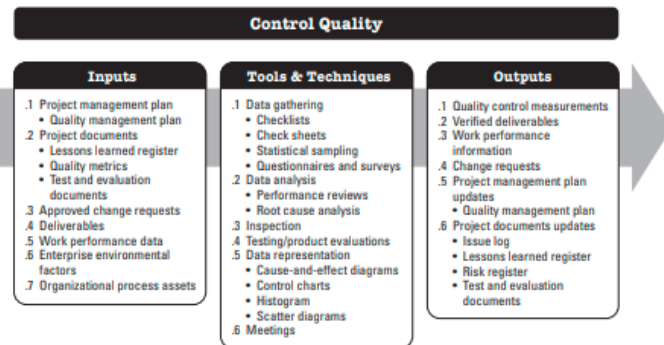 Control Quality
Inputs
.1 Project management plan
• Quality management plan
.2 Project documents
• Lessons learned register
• Quality metrics
• Test and evaluation
documents
.3 Approved change requests
.4 Deliverables
.5 Work performance data
.6 Enterprise environmental
factors
.7 Organizational process assets
Tools & Techniques
.1 Data gathering
• Checklists
• Check sheets
• Statistical sampling
• Questionnaires and surveys
.2 Data analysis
• Performance reviews
• Root cause analysis
.3 Inspection
.4 Testing/product evaluations
.5 Data representation
• Cause-and-effect diagrams
• Control charts
• Histogram
• Scatter diagrams
.6 Meetings
Outputs
.1 Quality control measurements
.2 Verified deliverables
.3 Work performance
information
.4 Change requests
.5 Project management plan
updates
• Quality management plan
.6 Project documents updates
• Issue log
• Lessons learned register
• Risk register
• Test and evaluation
documents